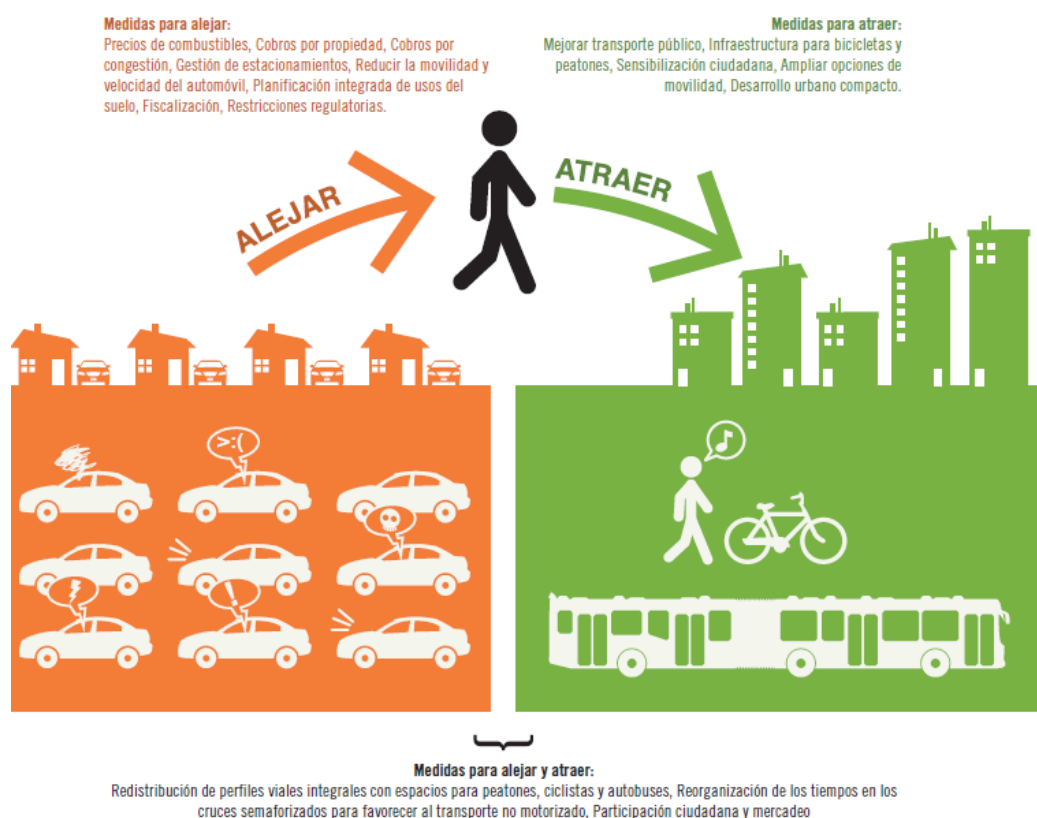 Medidas para alejar:
Precios de combustibles, Cobros por propiedad, Cobros por
congestión, Gestión de estacionamientos, Reducir la movilidad y
velocidad del automóvil, Planificación integrada de usos del
suelo, Fiscalización, Restricciones regulatorias.
Medidas para atraer:
Mejorar transporte público, Infraestructura para bicicletas y
peatones, Sensibilización ciudadana, Ampliar opciones de
movilidad, Desarrollo urbano compacto.
ALEJAR
ATRAER
>:(
!
Medidas para alejar y atraer:
Redistribución de perfiles viales integrales con espacios para peatones, ciclistas y autobuses, Reorganización de los tiempos en los
cruces semaforizados para favorecer al transporte no motorizado, Participación ciudadana y mercadeo